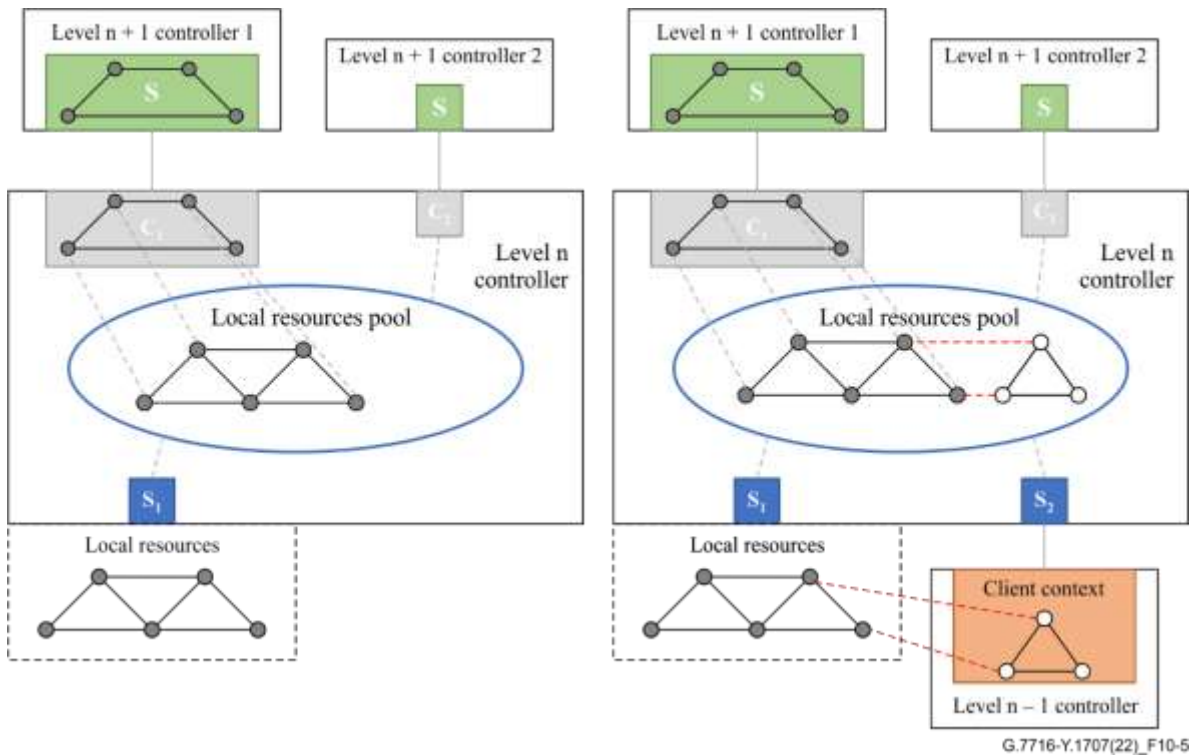 Level n + 1 controller 1
Level n + 1 controller 2
S
S
C₁
Level n
controller
Local resources pool
S₁
Local resources
Level n + 1 controller 1
Level n + 1 controller 2
S
S
C₁
Level n
controller
Local resources pool
S₁
S₂
Local resources
Client context
Level n – 1 controller
G.7716-Y.1707(22)_F10-5